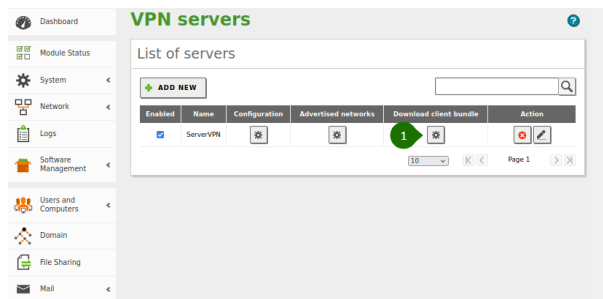 VPN servers
?
Dashboard
Module Status
System
Network
Logs
Software
Management
Users and
Computers
Domain
File Sharing
Mail
List of servers
+ ADD NEW
Enabled Name Configuration Advertised networks Download client bundle Action
ServerVPN 1
10 Page 1